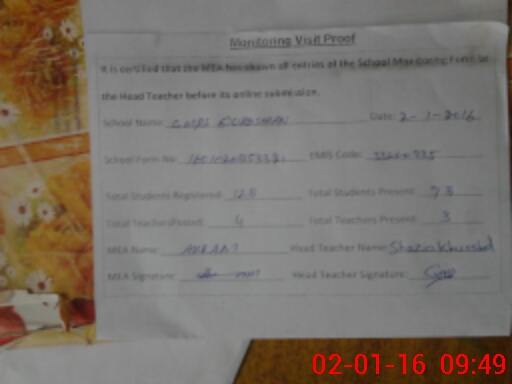 Monitoring Visit Proof
It is certified that the MEA has shown all entries of the School Monitoring Form to
the Head Teacher before its online submission.
School Name: Date: 2-1-2016
School Form No: EMIS Code:
Total Students Registered: 128 Total Students Present: 98
Total Teachers Posted: 4 Total Teachers Present: 3
MEA Name: AKRAM Head Teacher Name: Shazia Khurshid
MEA Signature: Head Teacher Signature:
02-01-16 09:49